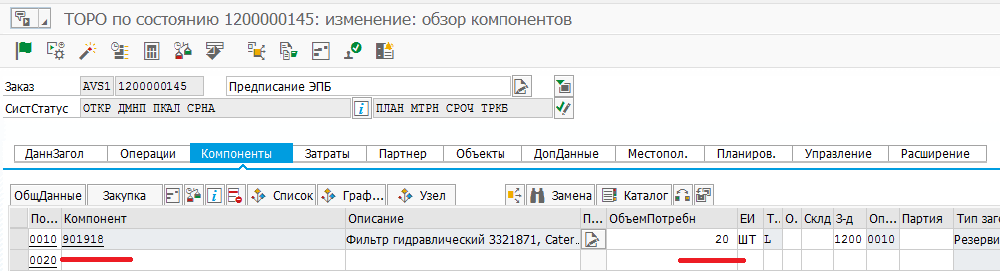 ТОРО по состоянию 1200000145: изменение: обзор компонентов
Заказ AVS1 1200000145 Предписание ЭПБ
СистСтатус ОТКР ДМНП ПКАЛ СРНА ПЛАН МТРН СРОЧ ТРКБ
ДаннЗагол Операции Компоненты Затраты Партнер Объекты ДопДанные Местопол. Планиров. Управление Расширение
ОбщДанные Закупка Список Граф... Узел Замена Каталог
По... Компонент Описание П... ОбъемПотребн ЕИ Т.. О. Склд З-д Оп... Партия Тип заг
0010 901918 Фильтр гидравлический 3321871, Cater... 20 ШТ L 1200 0010 Резерви
0020